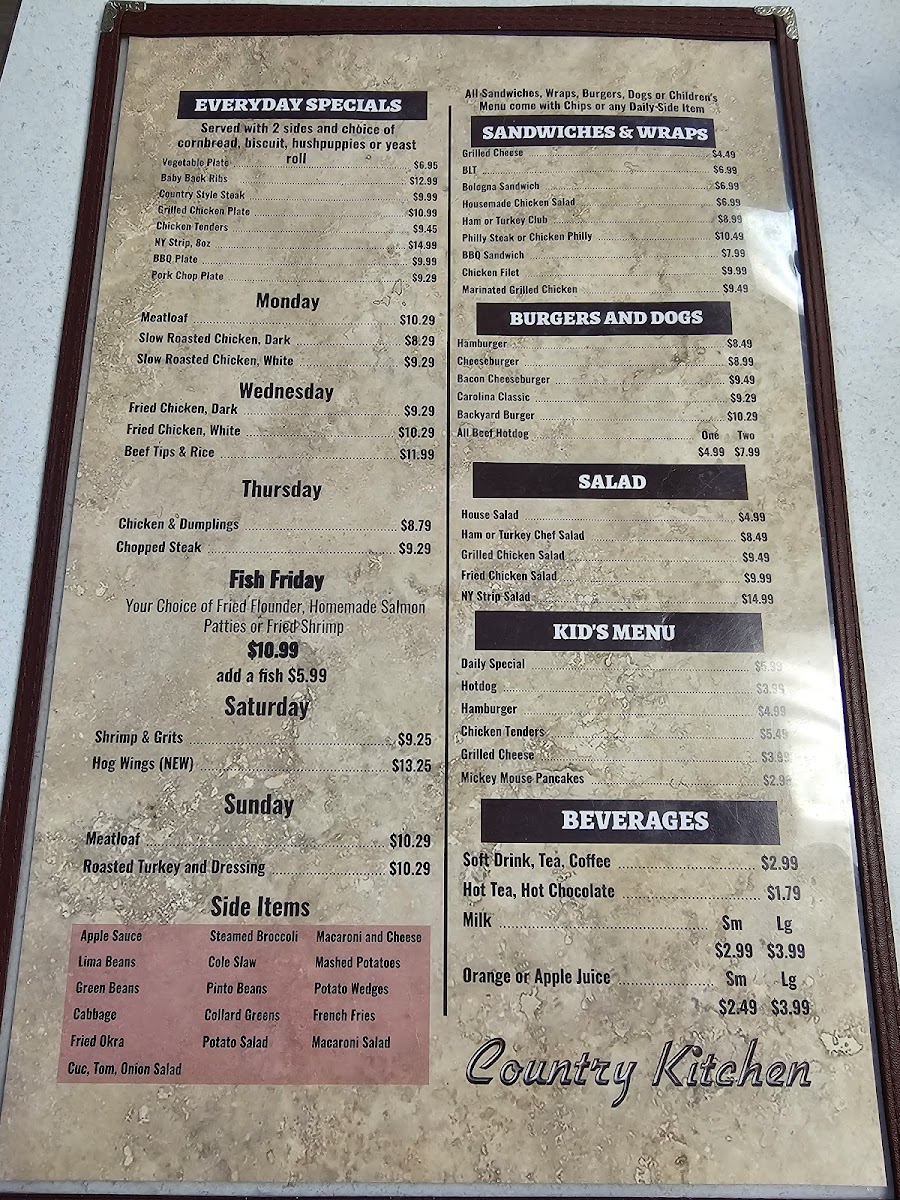 EVERYDAY SPECIALS
Served with 2 sides and choice of
cornbread, biscuit, hushpuppies or yeast
roll
Vegetable Plate $6.95
Baby Back Ribs $12.99
Country Style Steak $9.99
Grilled Chicken Plate $10.99
Chicken Tenders $9.45
NY Strip, 8oz $14.99
BBQ Plate $9.99
Pork Chop Plate $9.29
Monday
Meatloaf $10.29
Slow Roasted Chicken, Dark $8.29
Slow Roasted Chicken, White $9.29
Wednesday
Fried Chicken, Dark $9.29
Fried Chicken, White $10.29
Beef Tips & Rice $11.99
Thursday
Chicken & Dumplings $8.79
Chopped Steak $9.29
Fish Friday
Your Choice of Fried Flounder, Homemade Salmon
Patties or Fried Shrimp
$10.99
add a fish $5.99
Saturday
Shrimp & Grits $9.25
Hog Wings (NEW) $13.25
Sunday
Meatloaf $10.29
Roasted Turkey and Dressing $10.29
Side Items
Apple Sauce Steamed Broccoli Macaroni and Cheese
Lima Beans Cole Slaw Mashed Potatoes
Green Beans Pinto Beans Potato Wedges
Cabbage Collard Greens French Fries
Fried Okra Potato Salad Macaroni Salad
Cuc, Tom, Onion Salad
All Sandwiches, Wraps, Burgers, Dogs or Children's
Menu come with Chips or any Daily Side Item
SANDWICHES & WRAPS
Grilled Cheese $4.49
BLT $6.99
Bologna Sandwich $6.99
Housemade Chicken Salad $6.99
Ham or Turkey Club $8.99
Philly Steak or Chicken Philly $10.49
BBQ Sandwich $7.99
Chicken Filet $9.99
Marinated Grilled Chicken $9.49
BURGERS AND DOGS
Hamburger $8.49
Cheeseburger $8.99
Bacon Cheeseburger $9.49
Carolina Classic $9.29
Backyard Burger $10.29
All Beef Hotdog One Two
$4.99 $7.99
SALAD
House Salad $4.99
Ham or Turkey Chef Salad $8.49
Grilled Chicken Salad $9.49
Fried Chicken Salad $9.99
NY Strip Salad $14.99
KID'S MENU
Daily Special $5.99
Hotdog $3.99
Hamburger $4.99
Chicken Tenders $5.49
Grilled Cheese $3.99
Mickey Mouse Pancakes
BEVERAGES
Soft Drink, Tea, Coffee $2.99
Hot Tea, Hot Chocolate $1.79
Milk Sm Lg
$2.99 $3.99
Orange or Apple Juice Sm Lg
$2.49 $3.99
Country Kitchen